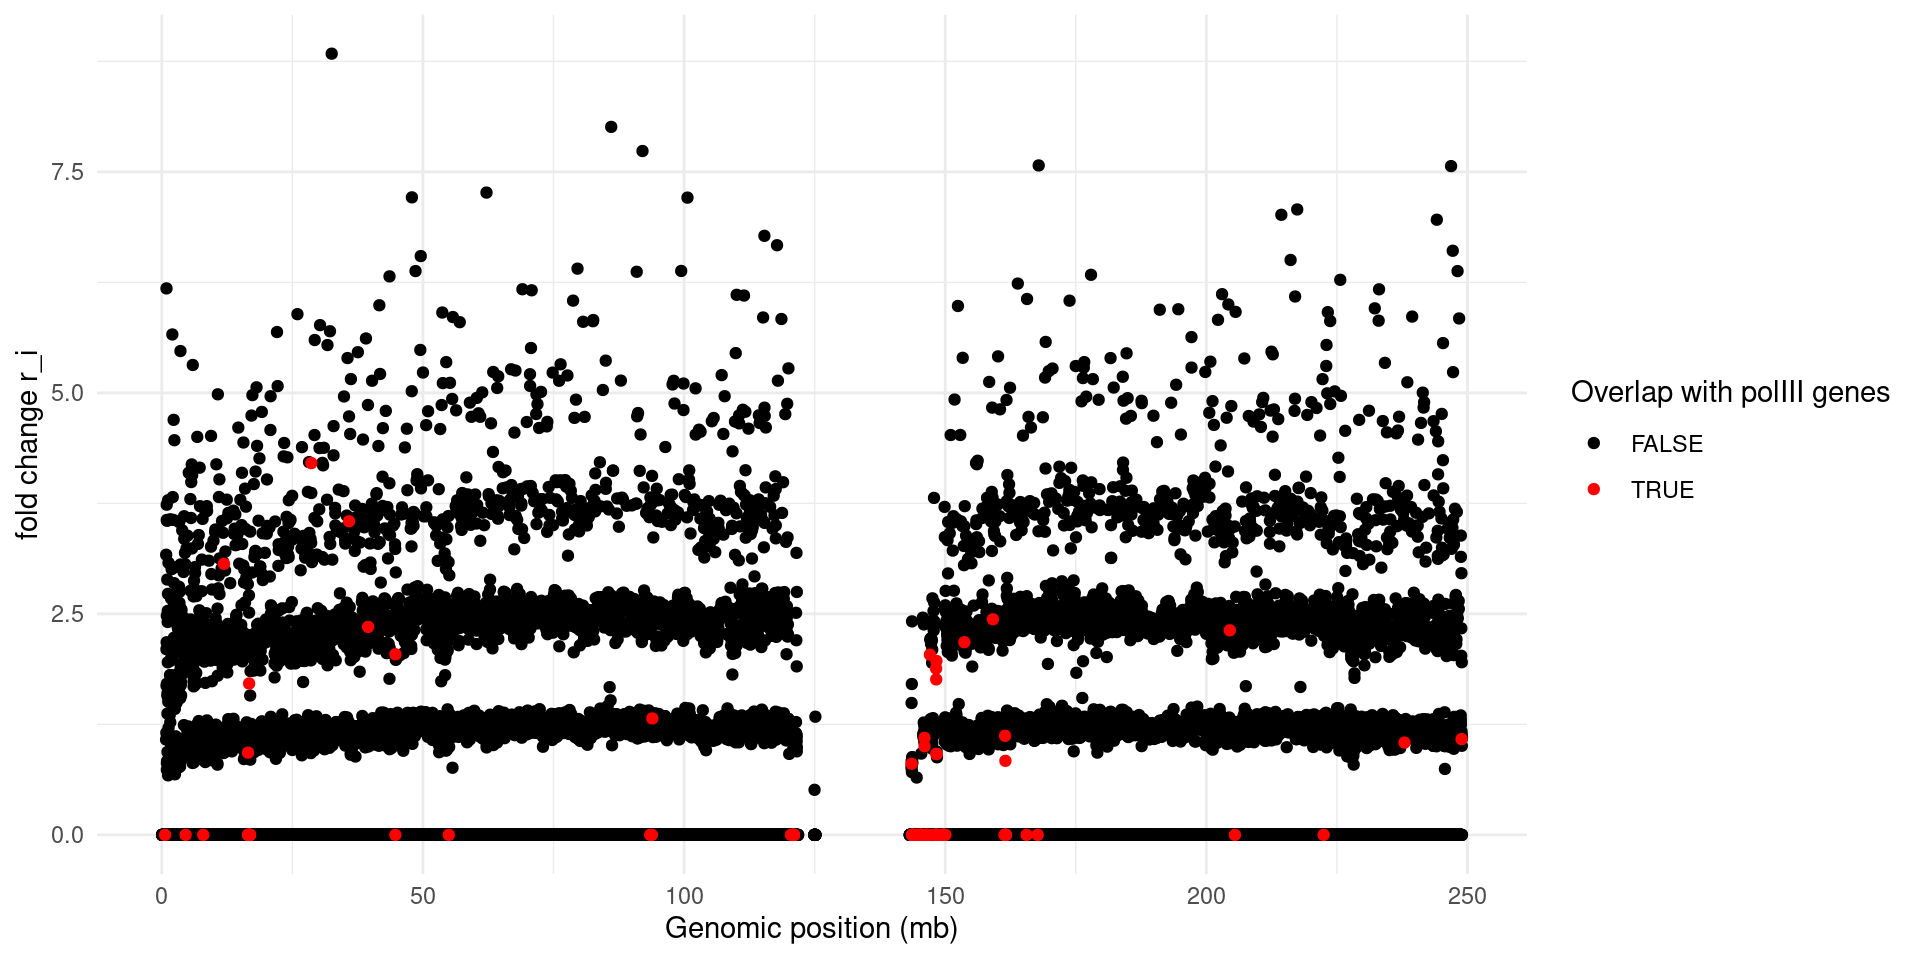 fold change r_i
7.5
5.0
2.5
0.0
0
50
100
150
200
250
Genomic position (mb)
Overlap with polIII genes
FALSE
TRUE